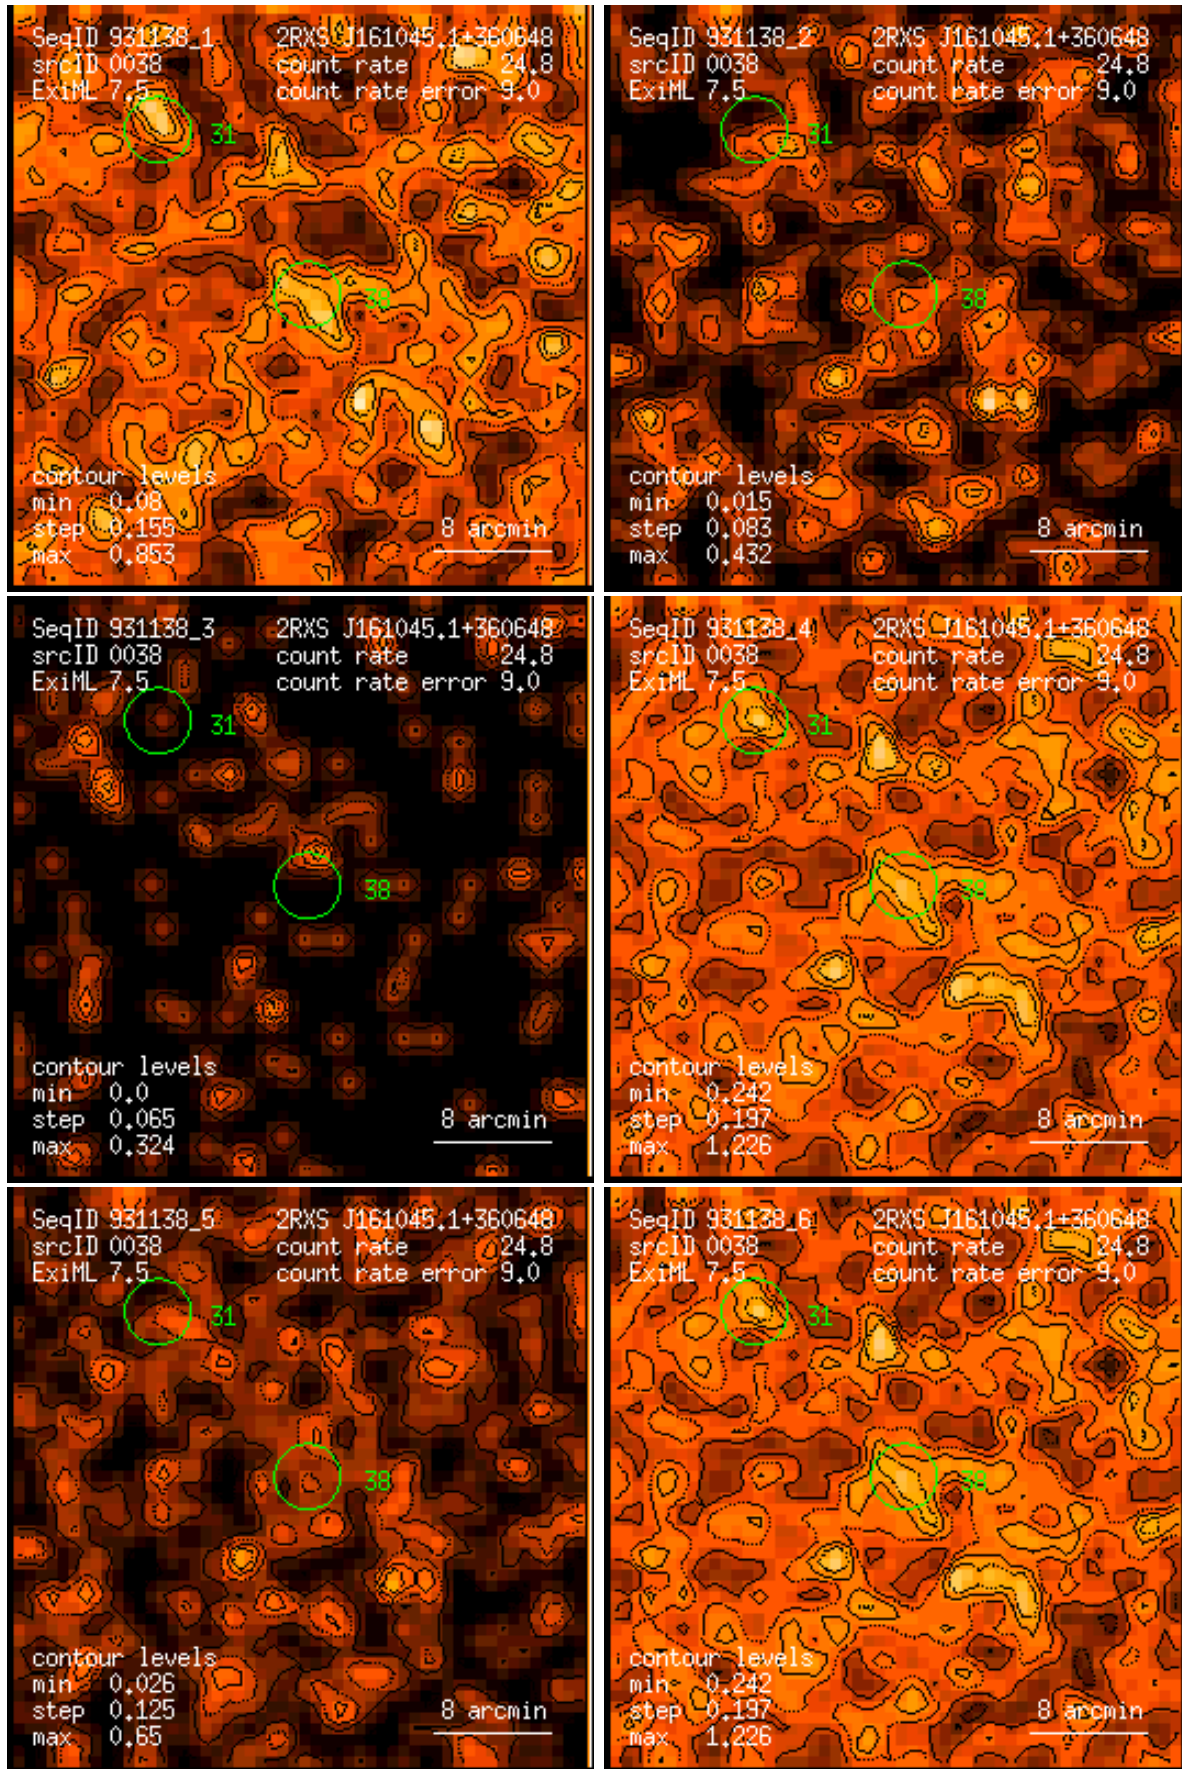 SeqID 931138_1 2RXS J161045.1+360648
srcID 0038 count rate 24.8
ExiML 7.5 count rate error 9.0
31
38
contour levels
min 0.08
step 0.155 8 arcmin
max 0.853
SeqID 931138_2 2RXS J161045.1+360648
srcID 0038 count rate 24.8
ExiML 7.5 count rate error 9.0
31
38
contour levels
min 0.015
step 0.083 8 arcmin
max 0.432
SeqID 931138_3 2RXS J161045.1+360648
srcID 0038 count rate 24.8
ExiML 7.5 count rate error 9.0
31
38
contour levels
min 0.0
step 0.065 8 arcmin
max 0.324
SeqID 931138_4 2RXS J161045.1+360648
srcID 0038 count rate 24.8
ExiML 7.5 count rate error 9.0
31
38
contour levels
min 0.242
step 0.197 8 arcmin
max 1.226
SeqID 931138_5 2RXS J161045.1+360648
srcID 0038 count rate 24.8
ExiML 7.5 count rate error 9.0
31
38
contour levels
min 0.026
step 0.125 8 arcmin
max 0.65
SeqID 931138_6 2RXS J161045.1+360648
srcID 0038 count rate 24.8
ExiML 7.5 count rate error 9.0
31
38
contour levels
min 0.242
step 0.197 8 arcmin
max 1.226